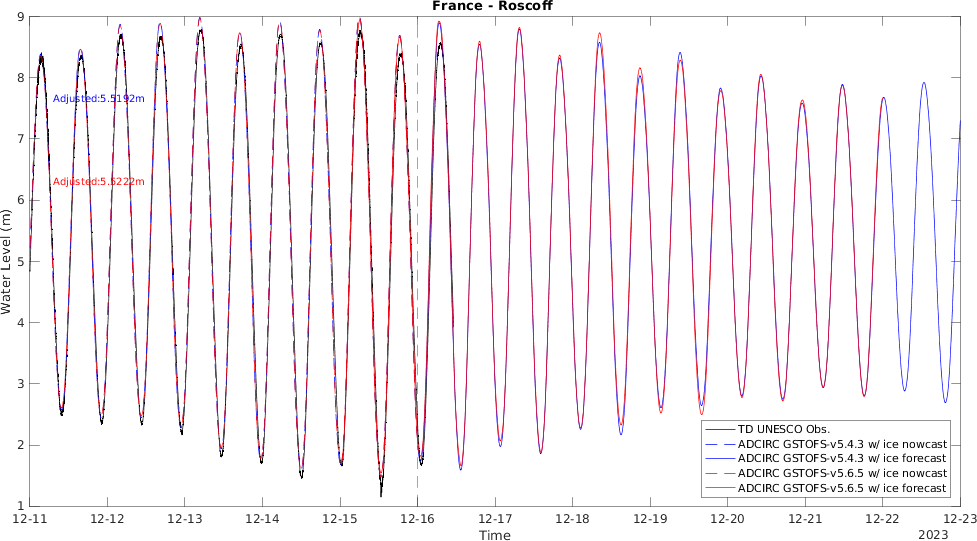 France - Roscoff
9
8
7
6
5
4
3
2
1
Water Level (m)
Adjusted:5.5192m
Adjusted:5.5222m
TD UNESCO Obs.
ADCIRC GSTOFS-v5.4.3 w/ ice nowcast
ADCIRC GSTOFS-v5.4.3 w/ ice forecast
ADCIRC GSTOFS-v5.6.5 w/ ice nowcast
ADCIRC GSTOFS-v5.6.5 w/ ice forecast
12-11 12-12 12-13 12-14 12-15 12-16 12-17 12-18 12-19 12-20 12-21 12-22 12-23
Time
2023